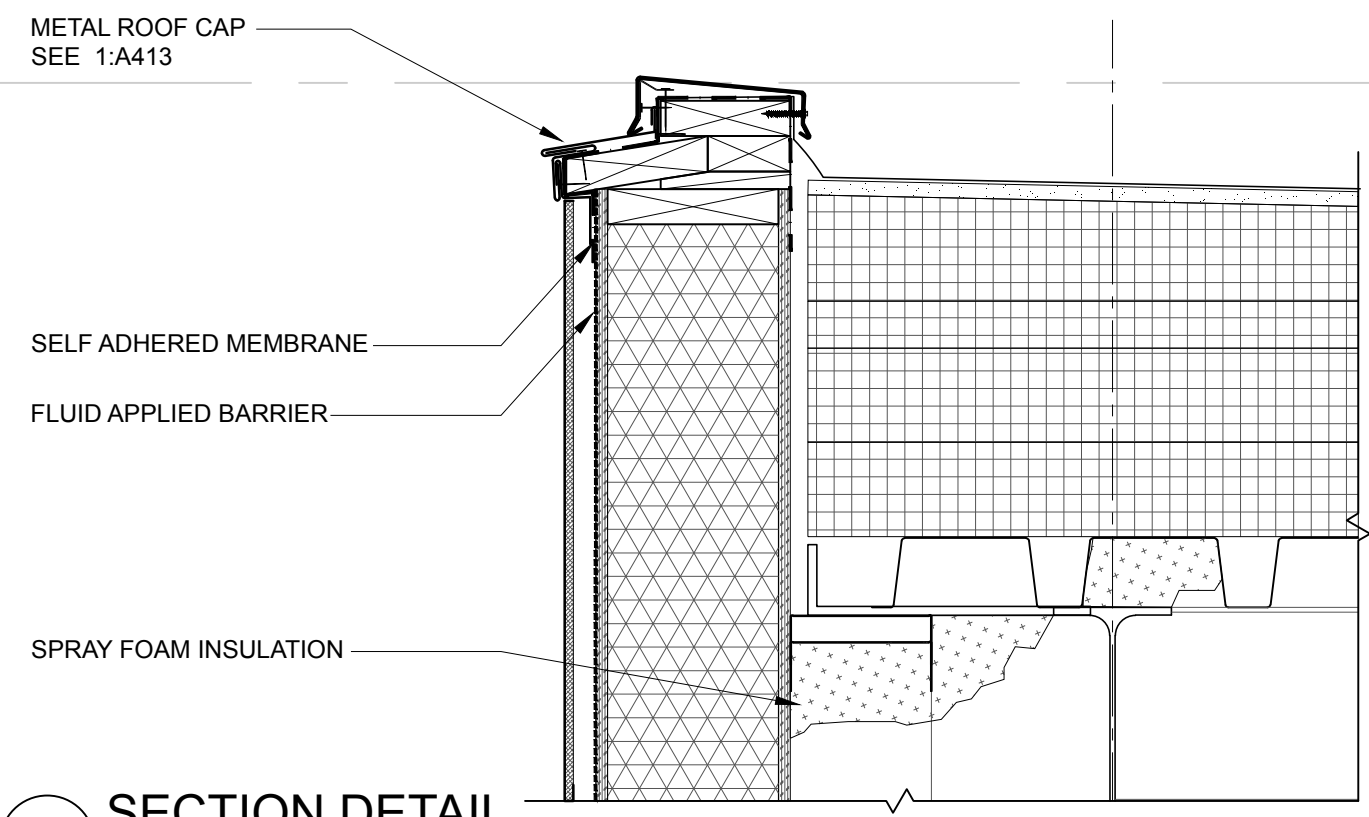 METAL ROOF CAP
SEE 1:A413
SELF ADHERED MEMBRANE
FLUID APPLIED BARRIER
SPRAY FOAM INSULATION
SECTION DETAIL